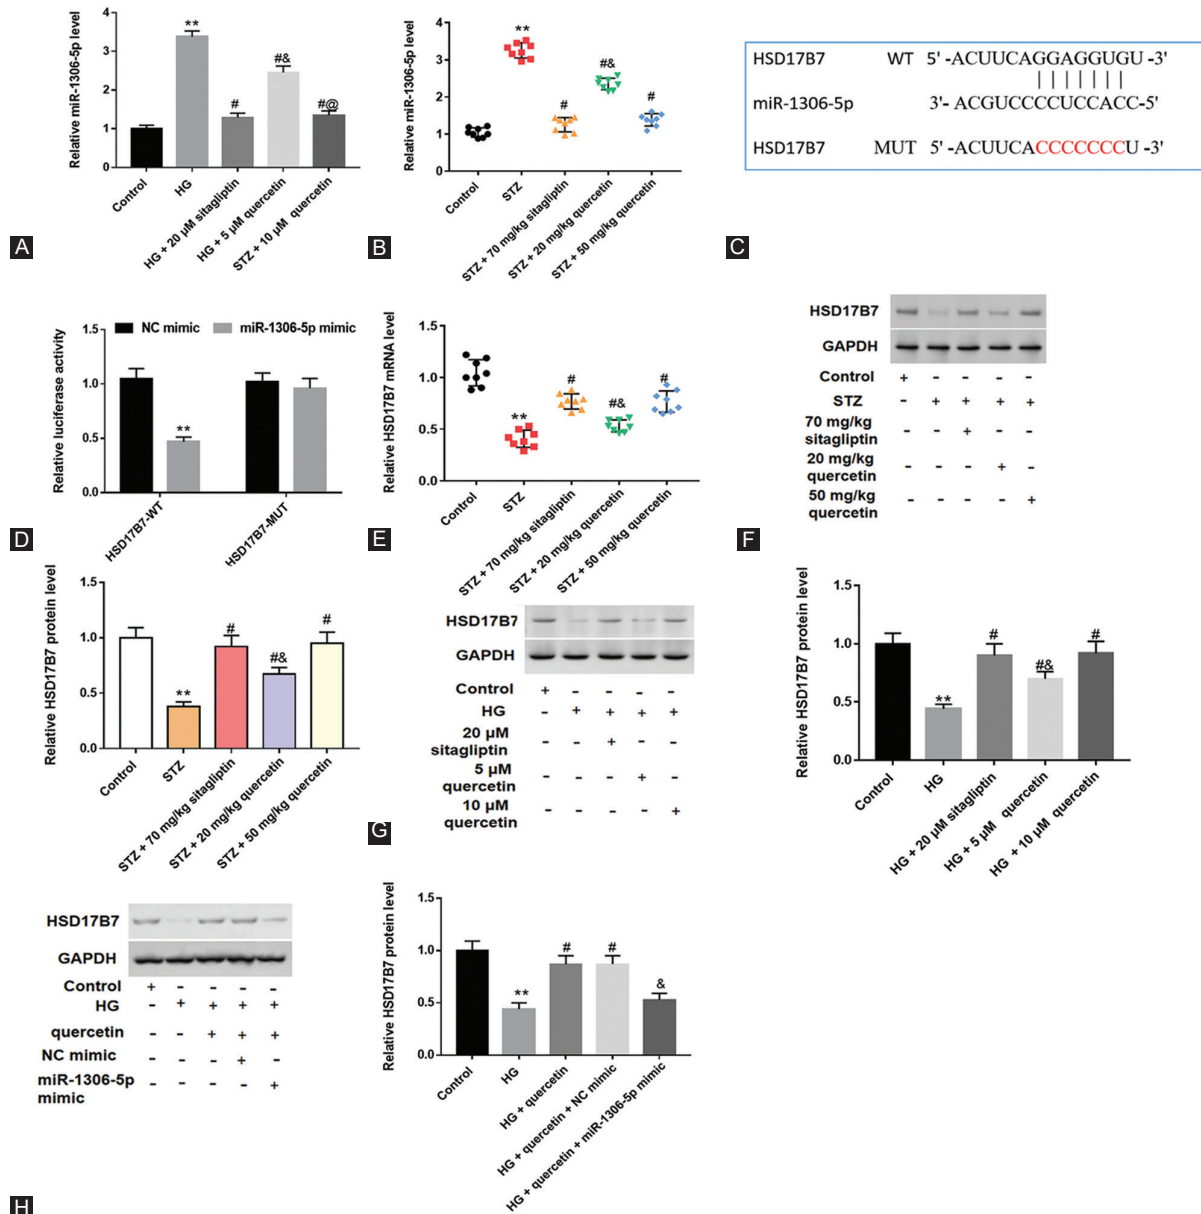 Relative miR-1306-5p level
4
3
2
1
0
**
#
#&
#@
Control
HG
HG + 20 µM sitagliptin
HG + 5 µM quercetin
STZ + 10 µM quercetin
A
Relative miR-1306-5p level
4
3
2
1
0
**
#
#&
#
Control
STZ
STZ + 70 mg/kg sitagliptin
STZ + 20 mg/kg quercetin
STZ + 50 mg/kg quercetin
B
HSD17B7 WT 5' -ACUUCAGGAGGUGU -3'
miR-1306-5p 3'- ACGUCCCCUCCACC-5'
HSD17B7 MUT 5' -ACUUCACCCCCCCU -3'
C
Relative luciferase activity
1.5
1.0
0.5
0.0
NC mimic
miR-1306-5p mimic
**
HSD17B7-WT
HSD17B7-MUT
D
Relative HSD17B7 mRNA level
1.5
1.0
0.5
0.0
**
#
#&
#
Control
STZ
STZ + 70 mg/kg sitagliptin
STZ + 20 mg/kg quercetin
STZ + 50 mg/kg quercetin
E
HSD17B7
GAPDH
Control + - - - -
STZ - + + + +
70 mg/kg
sitagliptin - - + - -
20 mg/kg
quercetin - - - + -
50 mg/kg
quercetin - - - - +
F
Relative HSD17B7 protein level
1.5
1.0
0.5
0.0
**
#
#&
#
Control
STZ
STZ + 70 mg/kg sitagliptin
STZ + 20 mg/kg quercetin
STZ + 50 mg/kg quercetin
HSD17B7
GAPDH
Control + - - - -
HG - + + + +
20 µM
sitagliptin - - + - -
5 µM
quercetin - - - + -
10 µM
quercetin - - - - +
G
Relative HSD17B7 protein level
1.5
1.0
0.5
0.0
**
#
#&
#
Control
HG
HG + 20 µM sitagliptin
HG + 5 µM quercetin
HG + 10 µM quercetin
HSD17B7
GAPDH
Control + - - - -
HG - + + + +
quercetin - - + + +
NC mimic - - - + -
miR-1306-5p
mimic - - - - +
Relative HSD17B7 protein level
1.5
1.0
0.5
0.0
**
#
#
&
Control
HG
HG + quercetin
HG + quercetin + NC mimic
HG + quercetin + miR-1306-5p mimic
H